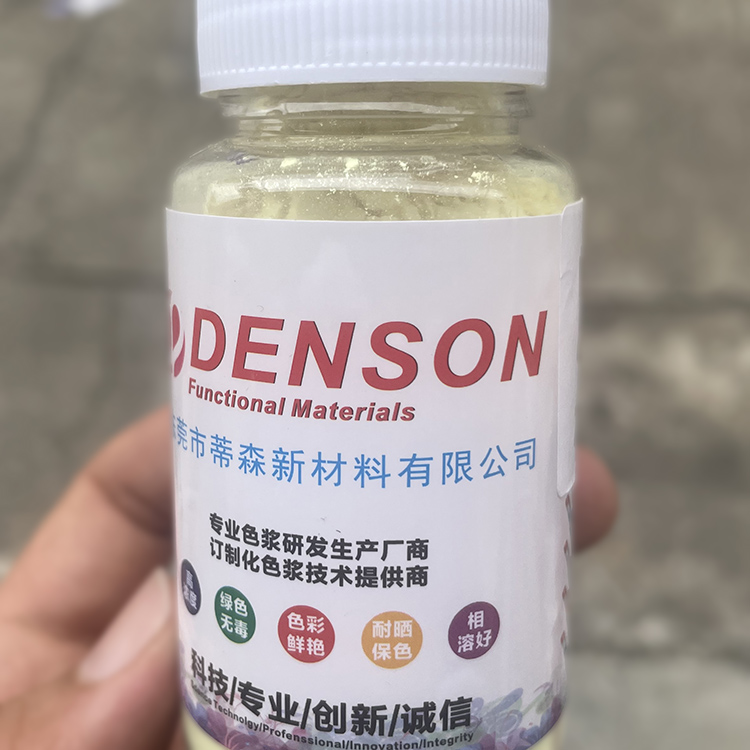 DENSON
Functional Materials
莞市蒂森新材料有限公司
专业色浆研发生产厂商
订制化色浆技术提供商
绿色
无毒
色彩
鲜艳
耐晒
保色
相
溶好
科技/专业/创新/诚信
Technolgy/Professsional/Innovation/Integrity